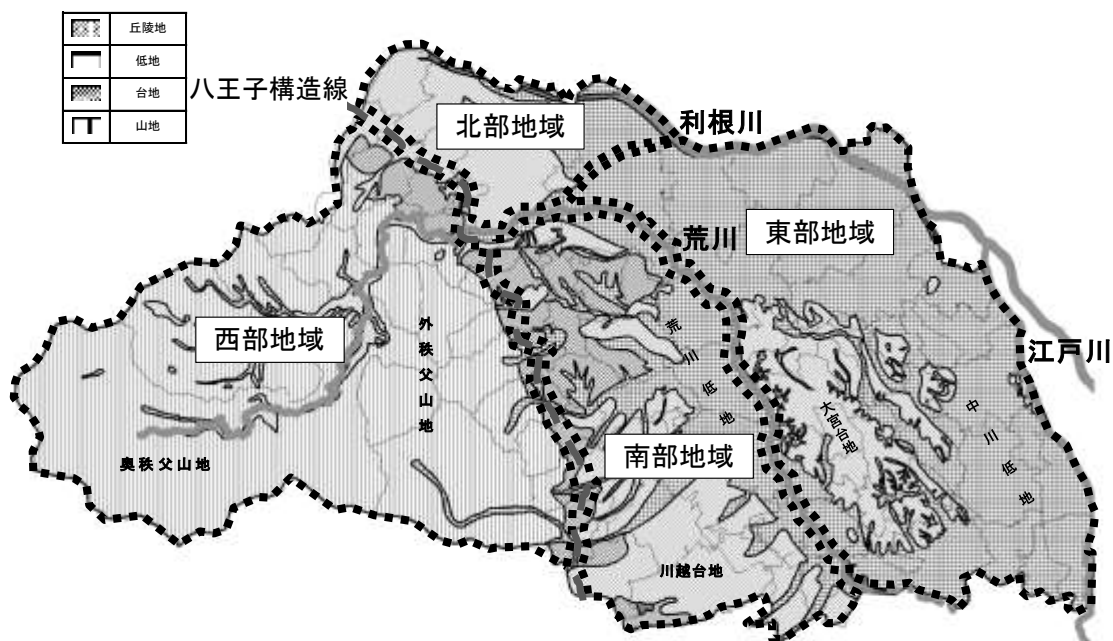 丘陵地
低地
台地
山地
八王子構造線
北部地域
利根川
荒川
東部地域
西部地域
外秩父山地
荒川低地
江戸川
大宮台地
中川低地
南部地域
奥秩父山地
川越台地